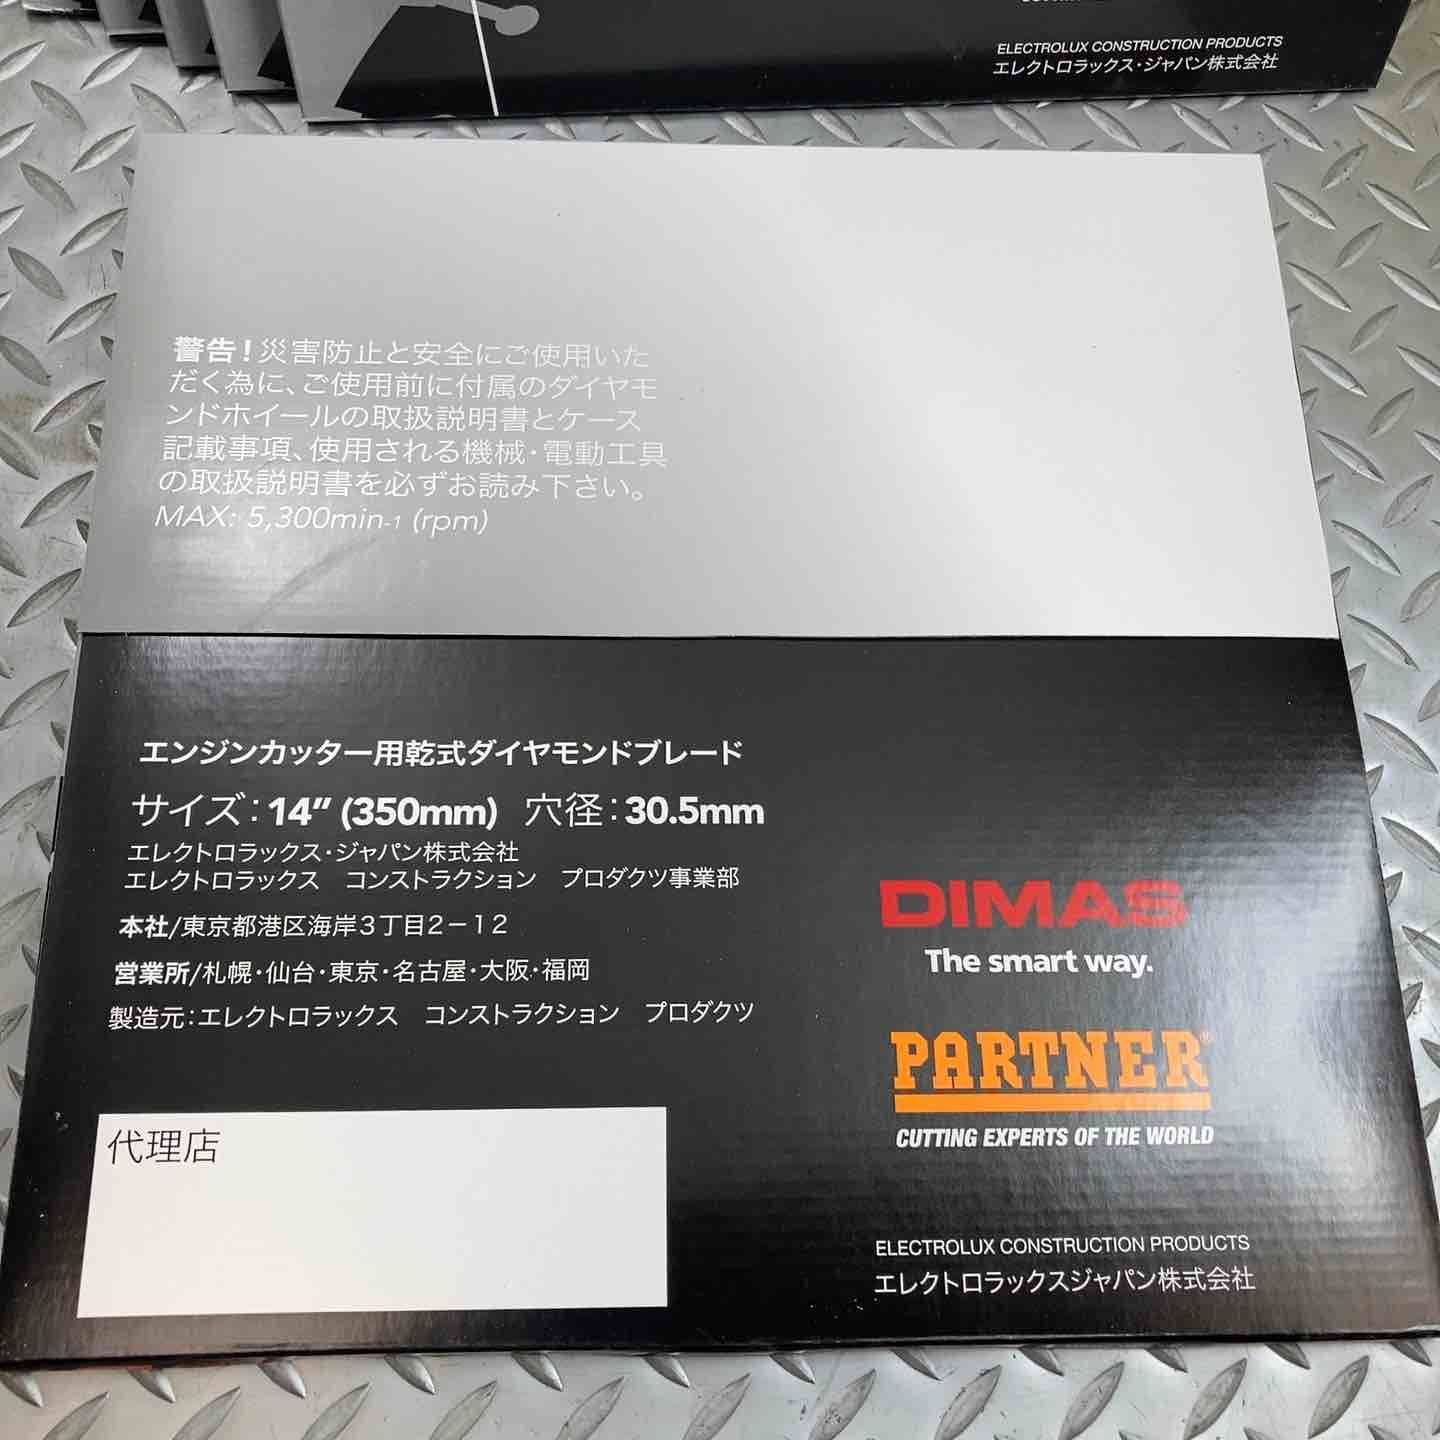 ELECTROLUX CONSTRUCTION PRODUCTS
エレクトロラックス・ジャパン株式会社
警告！災害防止と安全にご使用いた
だく為に、ご使用前に付属のダイヤモ
ンドホイールの取扱説明書とケース
記載事項、使用される機械・電動工具
の取扱説明書を必ずお読み下さい。
MAX: 5,300min-1 (rpm)
エンジンカッター用乾式ダイヤモンドブレード
サイズ：14” (350mm) 穴径：30.5mm
エレクトロラックス・ジャパン株式会社
エレクトロラックス コンストラクション プロダクツ事業部
本社/東京都港区海岸３丁目２－１２
営業所/札幌・仙台・東京・名古屋・大阪・福岡
製造元：エレクトロラックス コンストラクション プロダクツ
DIMAS
The smart way.
PARTNER®
CUTTING EXPERTS OF THE WORLD
代理店
ELECTROLUX CONSTRUCTION PRODUCTS
エレクトロラックスジャパン株式会社